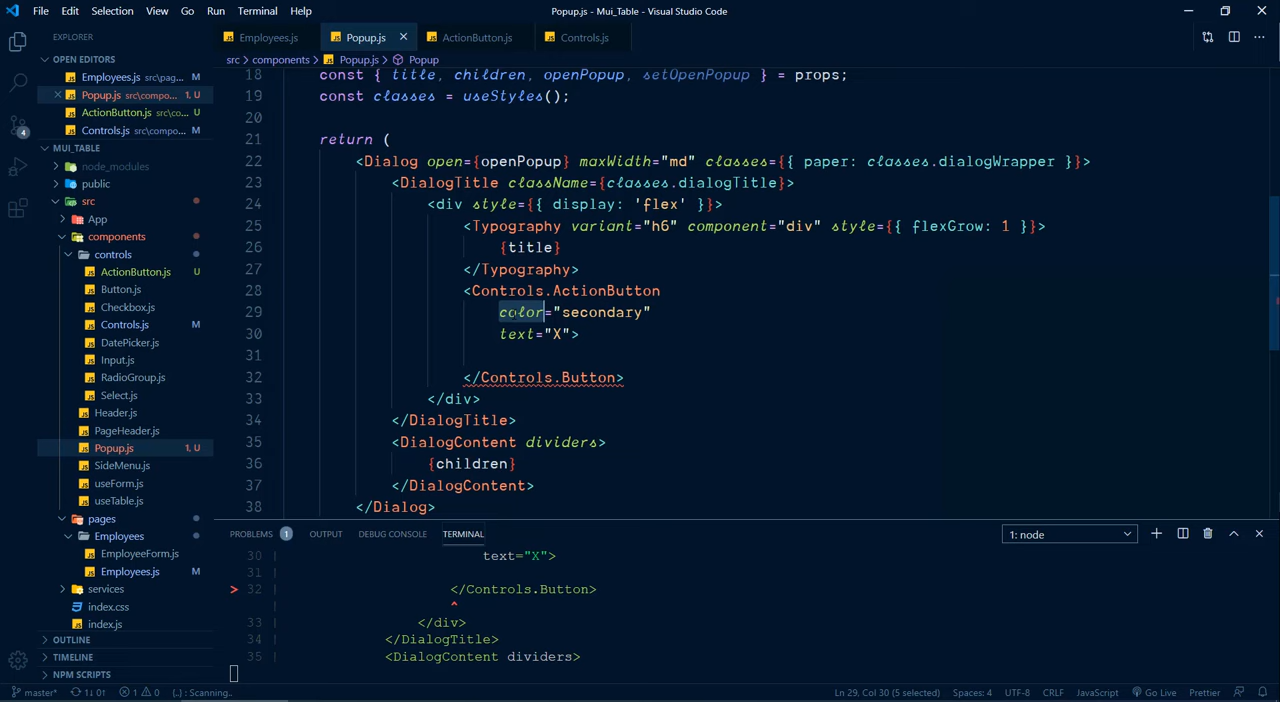 File Edit Selection View Go Run Terminal Help
Popup.js - Mui_Table - Visual Studio Code
EXPLORER
OPEN EDITORS
Employees.js src\pag... M
Popup.js src\compo... 1, U
ActionButton.js src\co... U
Controls.js src\compo... M
MUI_TABLE
node_modules
public
src
App
components
controls
ActionButton.js U
Button.js
Checkbox.js
Controls.js M
DatePicker.js
Input.js
RadioGroup.js
Select.js
Header.js
PageHeader.js
Popup.js 1, U
SideMenu.js
useForm.js
useTable.js
pages
Employees
EmployeeForm.js
Employees.js M
services
index.css
index.js
OUTLINE
TIMELINE
NPM SCRIPTS
4
Employees.js Popup.js ActionButton.js Controls.js
src > components > Popup.js > Popup
18 const { title, children, openPopup, setOpenPopup } = props;
19 const classes = useStyles();
20
21 return (
22 <Dialog open={openPopup} maxWidth="md" classes={{ paper: classes.dialogWrapper }}>
23 <DialogTitle className={classes.dialogTitle}>
24 <div style={{ display: 'flex' }}>
25 <Typography variant="h6" component="div" style={{ flexGrow: 1 }}>
26 {title}
27 </Typography>
28 <Controls.ActionButton
29 color="secondary"
30 text="X">
31
32 </Controls.Button>
33 </div>
34 </DialogTitle>
35 <DialogContent dividers>
36 {children}
37 </DialogContent>
38 </Dialog>
PROBLEMS 1 OUTPUT DEBUG CONSOLE TERMINAL
1: node
30 | text="X">
31 |
> 32 | </Controls.Button>
| ^
33 | </div>
34 | </DialogTitle>
35 | <DialogContent dividers>
master* 1↓ 0↑ 1 0 {..} : Scanning.. Ln 29, Col 30 (5 selected) Spaces: 4 UTF-8 CRLF JavaScript Go Live Prettier